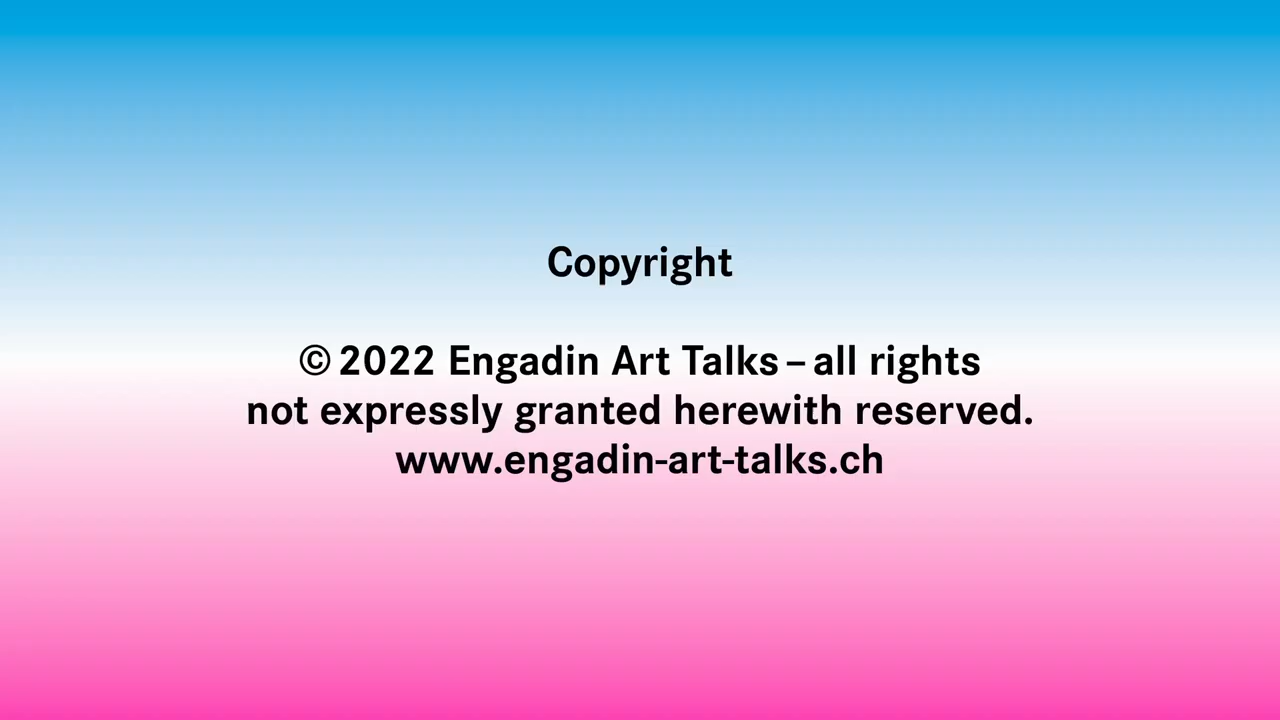 Copyright
© 2022 Engadin Art Talks – all rights
not expressly granted herewith reserved.
www.engadin-art-talks.ch